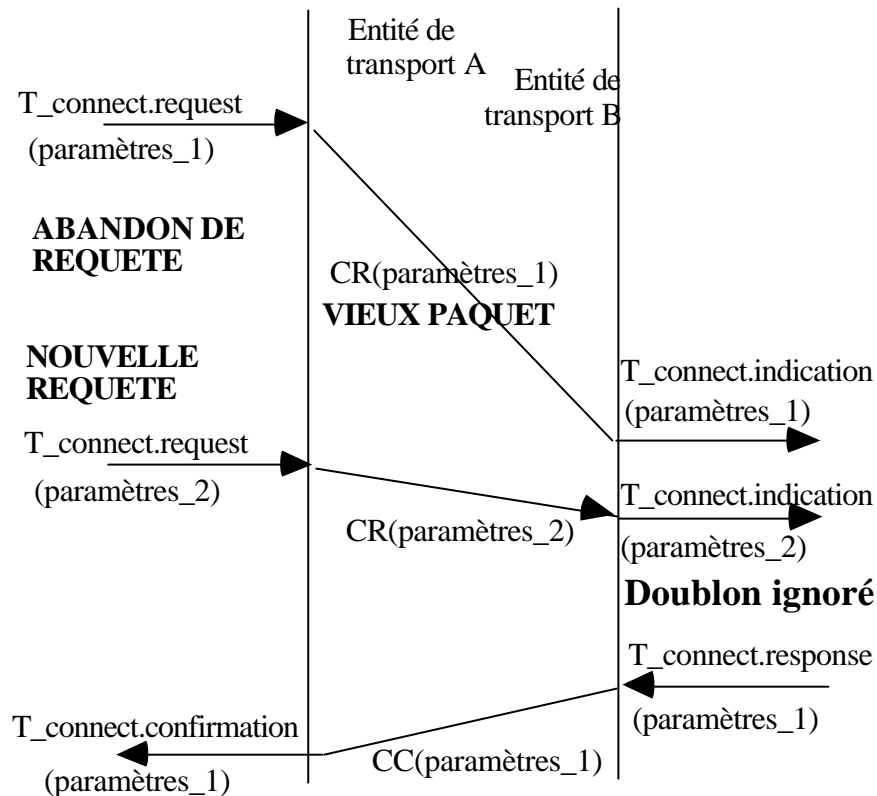 Entité de
transport A
Entité de
transport B
T_connect.request
(paramètres_1)
ABANDON DE
REQUETE
CR(paramètres_1)
VIEUX PAQUET
NOUVELLE
REQUETE
T_connect.indication
(paramètres_1)
T_connect.request
(paramètres_2)
T_connect.indication
CR(paramètres_2)
(paramètres_2)
Doublon ignoré
T_connect.response
(paramètres_1)
T_connect.confirmation
CC(paramètres_1)
(paramètres_1)